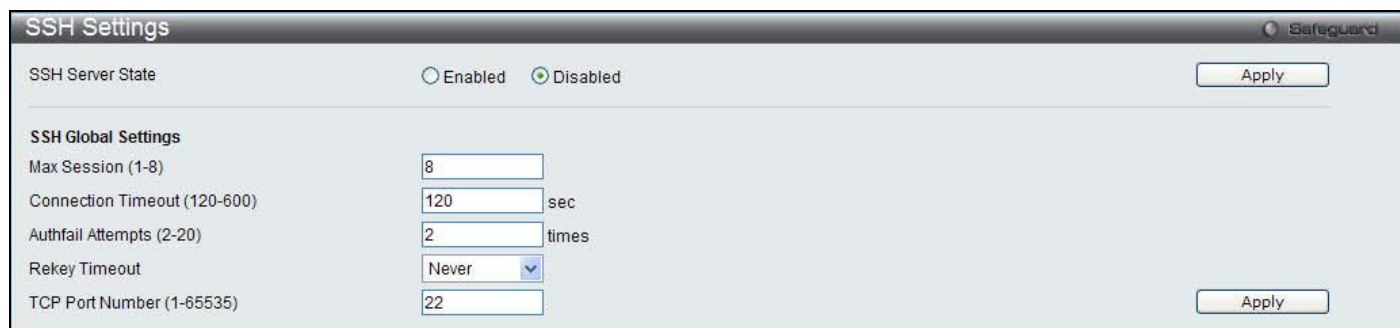 SSH Settings Safeguard
SSH Server State Enabled Disabled Apply
SSH Global Settings
Max Session (1-8) 8
Connection Timeout (120-600) 120 sec
Authfail Attempts (2-20) 2 times
Rekey Timeout Never
TCP Port Number (1-65535) 22 Apply